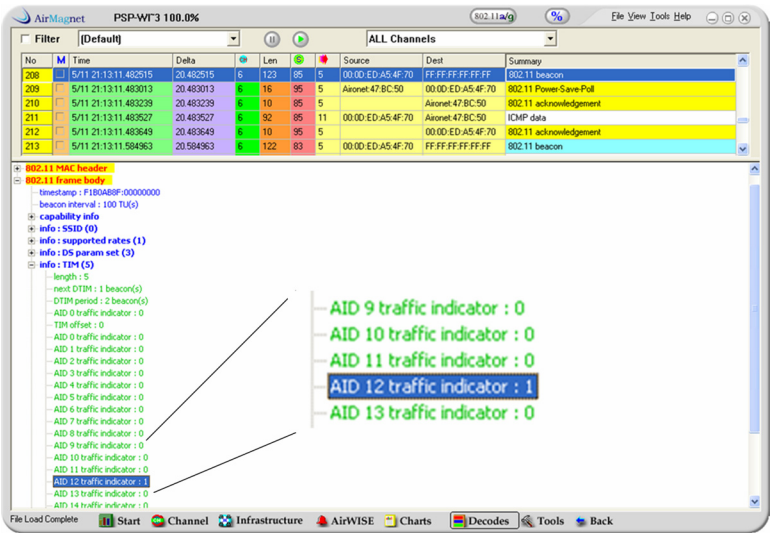 AirMagnet PSP-WT3 100.0% 802.11a/g % File View Tools Help
Filter [Default] ALL Channels
No M Time Delta Len S Source Dest Summary
208 5/11 21:13:11.482515 20.482515 6 123 85 5 00:0D:ED:A5:4F:70 FF:FF:FF:FF:FF:FF 802.11 beacon
209 5/11 21:13:11.483013 20.483013 6 16 95 5 Aironet:47:BC:50 00:0D:ED:A5:4F:70 802.11 Power-Save-Poll
210 5/11 21:13:11.483239 20.483239 6 10 85 5 Aironet:47:BC:50 802.11 acknowledgement
211 5/11 21:13:11.483527 20.483527 6 92 85 11 00:0D:ED:A5:4F:70 Aironet:47:BC:50 ICMP data
212 5/11 21:13:11.483649 20.483649 6 10 95 5 00:0D:ED:A5:4F:70 802.11 acknowledgement
213 5/11 21:13:11.584963 20.584963 6 122 83 5 00:0D:ED:A5:4F:70 FF:FF:FF:FF:FF:FF 802.11 beacon
802.11 MAC header
802.11 frame body
timestamp : F1B0AB8F:00000000
beacon interval : 100 TU(s)
capability info
info : SSID (0)
info : supported rates (1)
info : DS param set (3)
info : TIM (5)
length : 5
next DTIM : 1 beacon(s)
DTIM period : 2 beacon(s)
AID 0 traffic indicator : 0
TIM offset : 0
AID 0 traffic indicator : 0
AID 1 traffic indicator : 0
AID 2 traffic indicator : 0
AID 3 traffic indicator : 0
AID 4 traffic indicator : 0
AID 5 traffic indicator : 0
AID 6 traffic indicator : 0
AID 7 traffic indicator : 0
AID 8 traffic indicator : 0
AID 9 traffic indicator : 0
AID 10 traffic indicator : 0
AID 11 traffic indicator : 0
AID 12 traffic indicator : 1
AID 13 traffic indicator : 0
AID 14 traffic indicator : 0
AID 9 traffic indicator : 0
AID 10 traffic indicator : 0
AID 11 traffic indicator : 0
AID 12 traffic indicator : 1
AID 13 traffic indicator : 0
File Load Complete Start Channel Infrastructure AirWISE Charts Decodes Tools Back